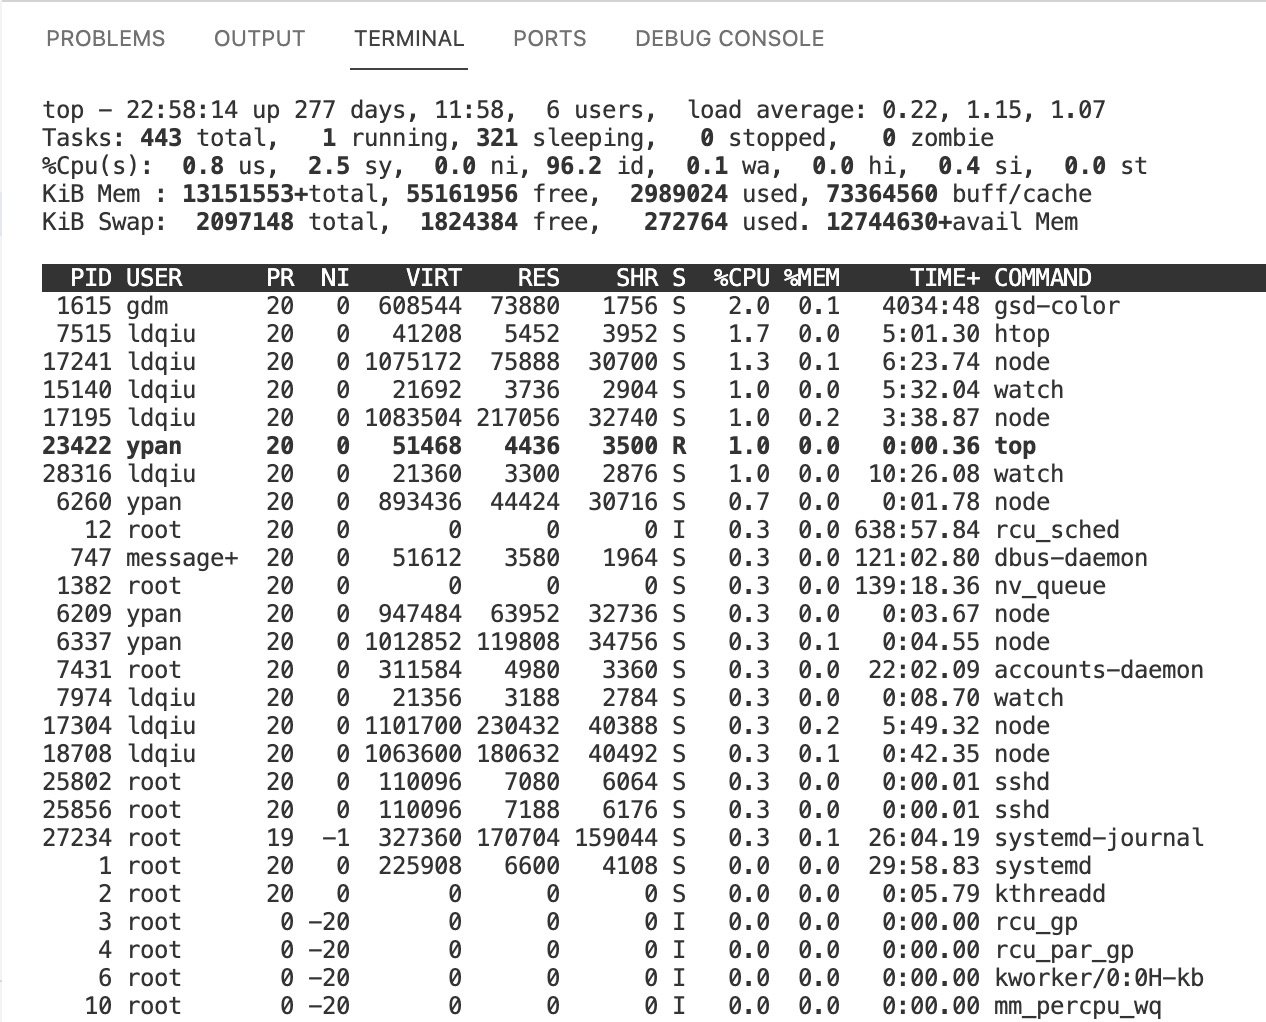 PROBLEMS OUTPUT TERMINAL PORTS DEBUG CONSOLE
top - 22:58:14 up 277 days, 11:58,  6 users,  load average: 0.22, 1.15, 1.07
Tasks: 443 total,   1 running, 321 sleeping,   0 stopped,   0 zombie
%Cpu(s):  0.8 us,  2.5 sy,  0.0 ni, 96.2 id,  0.1 wa,  0.0 hi,  0.4 si,  0.0 st
KiB Mem : 13151553+total, 55161956 free,  2989024 used, 73364560 buff/cache
KiB Swap:  2097148 total,  1824384 free,   272764 used. 12744630+avail Mem
  PID USER      PR  NI    VIRT    RES    SHR S  %CPU %MEM     TIME+ COMMAND
 1615 gdm       20   0  608544  73880   1756 S   2.0  0.1   4034:48 gsd-color
 7515 ldqiu     20   0   41208   5452   3952 S   1.7  0.0   5:01.30 htop
17241 ldqiu     20   0 1075172  75888  30700 S   1.3  0.1   6:23.74 node
15140 ldqiu     20   0   21692   3736   2904 S   1.0  0.0   5:32.04 watch
17195 ldqiu     20   0 1083504 217056  32740 S   1.0  0.2   3:38.87 node
23422 ypan      20   0   51468   4436   3500 R   1.0  0.0   0:00.36 top
28316 ldqiu     20   0   21360   3300   2876 S   1.0  0.0  10:26.08 watch
 6260 ypan      20   0  893436  44424  30716 S   0.7  0.0   0:01.78 node
   12 root      20   0       0      0      0 I   0.3  0.0 638:57.84 rcu_sched
  747 message+  20   0   51612   3580   1964 S   0.3  0.0 121:02.80 dbus-daemon
 1382 root      20   0       0      0      0 S   0.3  0.0 139:18.36 nv_queue
 6209 ypan      20   0  947484  63952  32736 S   0.3  0.0   0:03.67 node
 6337 ypan      20   0 1012852 119808  34756 S   0.3  0.1   0:04.55 node
 7431 root      20   0  311584   4980   3360 S   0.3  0.0  22:02.09 accounts-daemon
 7974 ldqiu     20   0   21356   3188   2784 S   0.3  0.0   0:08.70 watch
17304 ldqiu     20   0 1101700 230432  40388 S   0.3  0.2   5:49.32 node
18708 ldqiu     20   0 1063600 180632  40492 S   0.3  0.1   0:42.35 node
25802 root      20   0  110096   7080   6064 S   0.3  0.0   0:00.01 sshd
25856 root      20   0  110096   7188   6176 S   0.3  0.0   0:00.01 sshd
27234 root      19  -1  327360 170704 159044 S   0.3  0.1  26:04.19 systemd-journal
    1 root      20   0  225908   6600   4108 S   0.0  0.0  29:58.83 systemd
    2 root      20   0       0      0      0 S   0.0  0.0   0:05.79 kthreadd
    3 root       0 -20       0      0      0 I   0.0  0.0   0:00.00 rcu_gp
    4 root       0 -20       0      0      0 I   0.0  0.0   0:00.00 rcu_par_gp
    6 root       0 -20       0      0      0 I   0.0  0.0   0:00.00 kworker/0:0H-kb
   10 root       0 -20       0      0      0 I   0.0  0.0   0:00.00 mm_percpu_wq